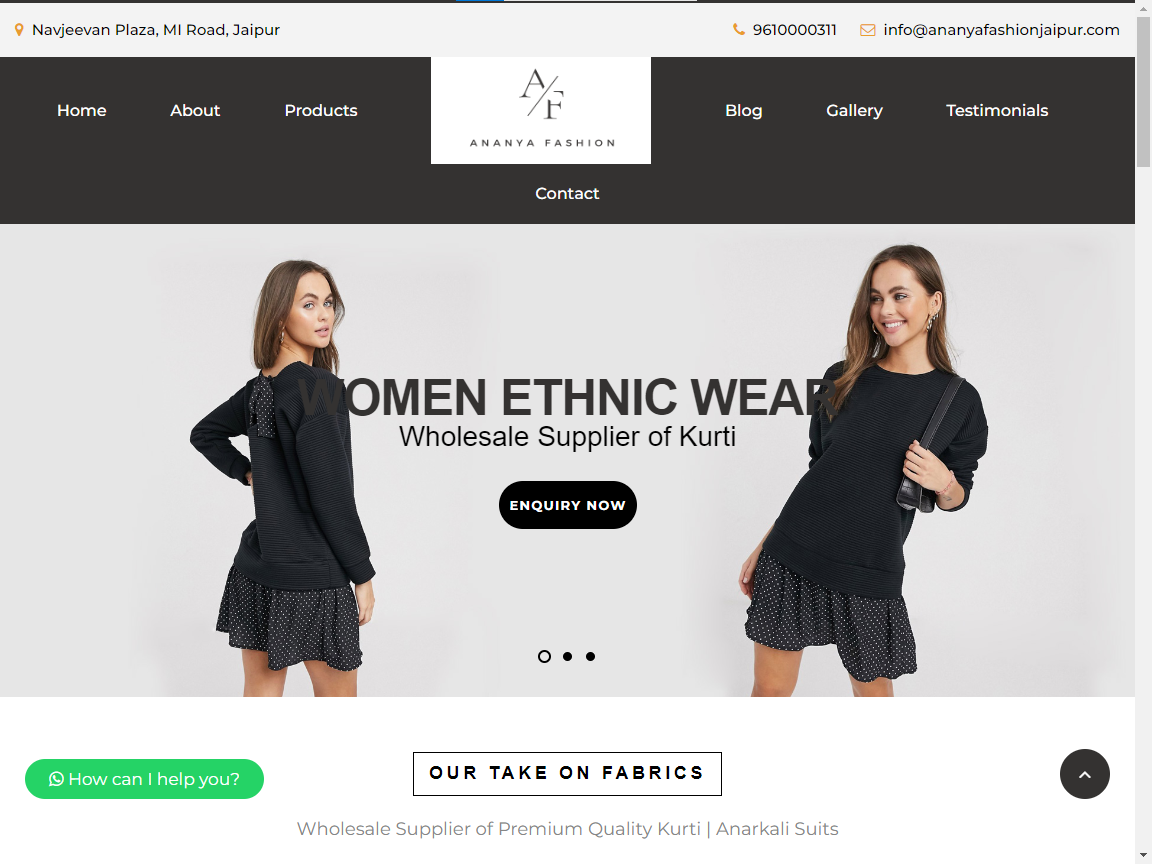 Navjeevan Plaza, MI Road, Jaipur
9610000311
info@ananyafashionjaipur.com
Home
About
Products
A/F
ANANYA FASHION
Blog
Gallery
Testimonials
Contact
WOMEN ETHNIC WEAR
Wholesale Supplier of Kurti
ENQUIRY NOW
OUR TAKE ON FABRICS
How can I help you?
Wholesale Supplier of Premium Quality Kurti | Anarkali Suits